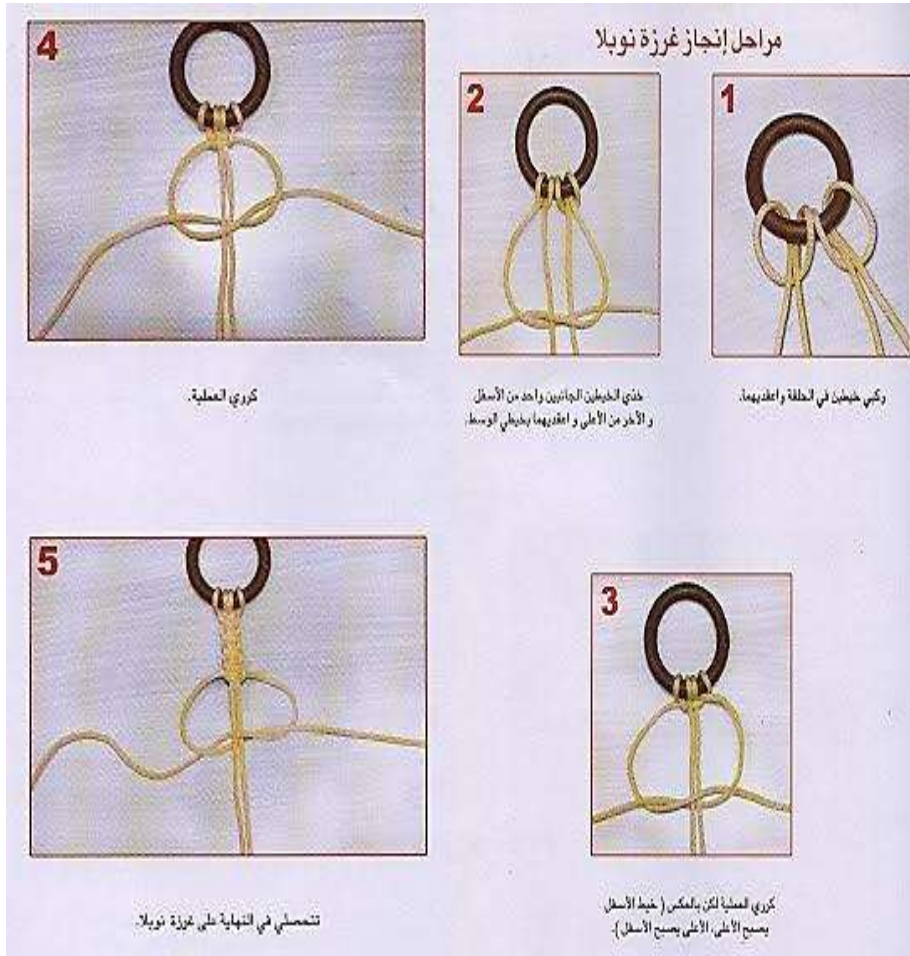 مراحل إنجاز غرزة نوبلا
1
ركبي خيطين في الحلقة واعقديهما.
2
خذي الخيطين الجانبين واحد من الأسفل
و الآخر من الأعلى و اعقديهما بخيطي الوسط.
3
كرري العملية لكن بالعكس ( خيط الأسفل
يصبح الأعلى، الأعلى يصبح الأسفل ).
4
كرري العملية.
5
تتحصلي في النهاية على غرزة نوبلا.